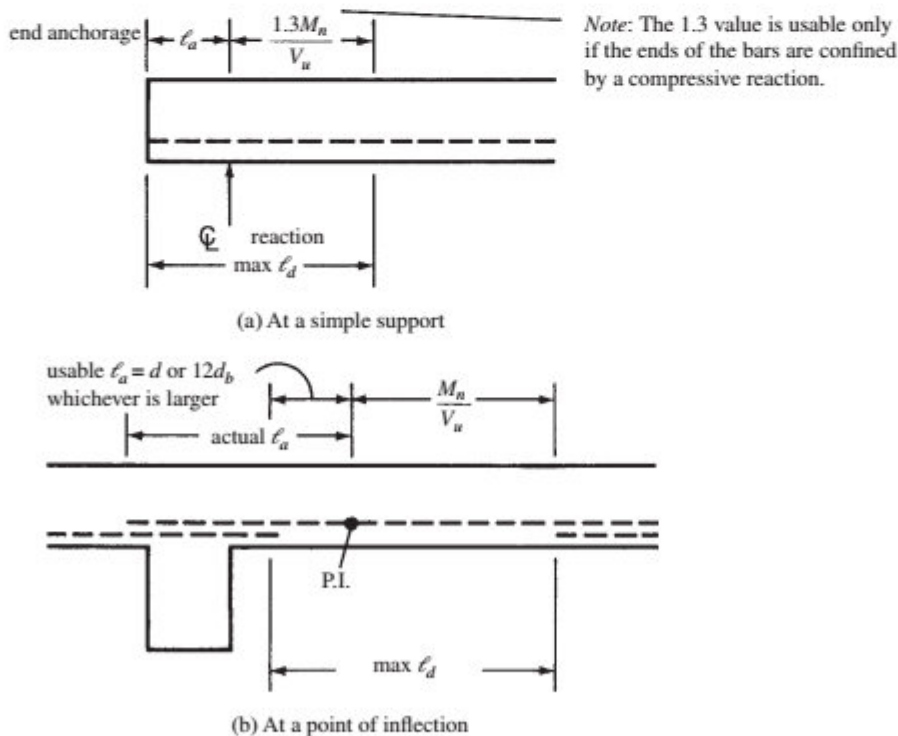 end anchorage
ℓa
1.3Mn
Vu
Note: The 1.3 value is usable only
if the ends of the bars are confined
by a compressive reaction.
℄ reaction
max ℓd
(a) At a simple support
usable ℓa = d or 12db
whichever is larger
Mn
Vu
actual ℓa
P.I.
max ℓd
(b) At a point of inflection